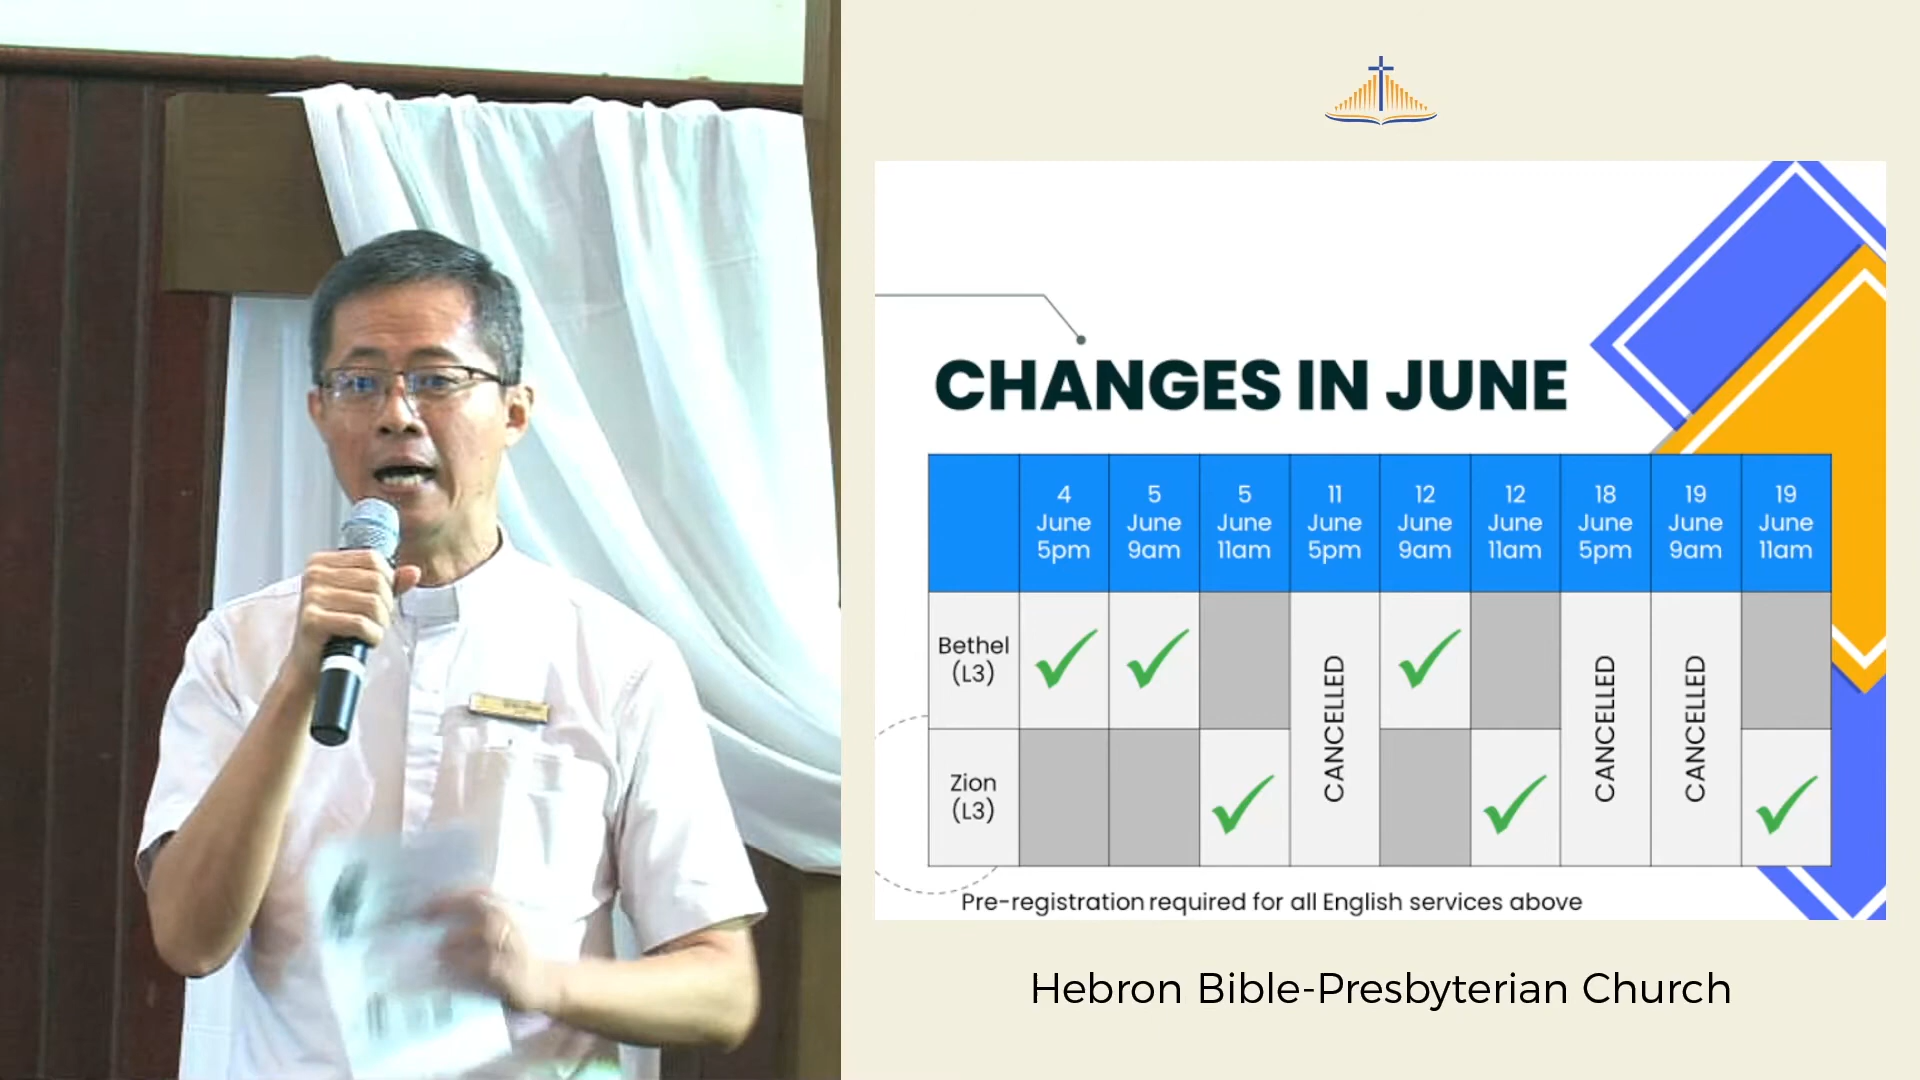 CHANGES IN JUNE
4 June 5pm
5 June 9am
5 June 11am
11 June 5pm
12 June 9am
12 June 11am
18 June 5pm
19 June 9am
19 June 11am
Bethel (L3)
CANCELLED
CANCELLED
CANCELLED
Zion (L3)
Pre-registration required for all English services above
Hebron Bible-Presbyterian Church